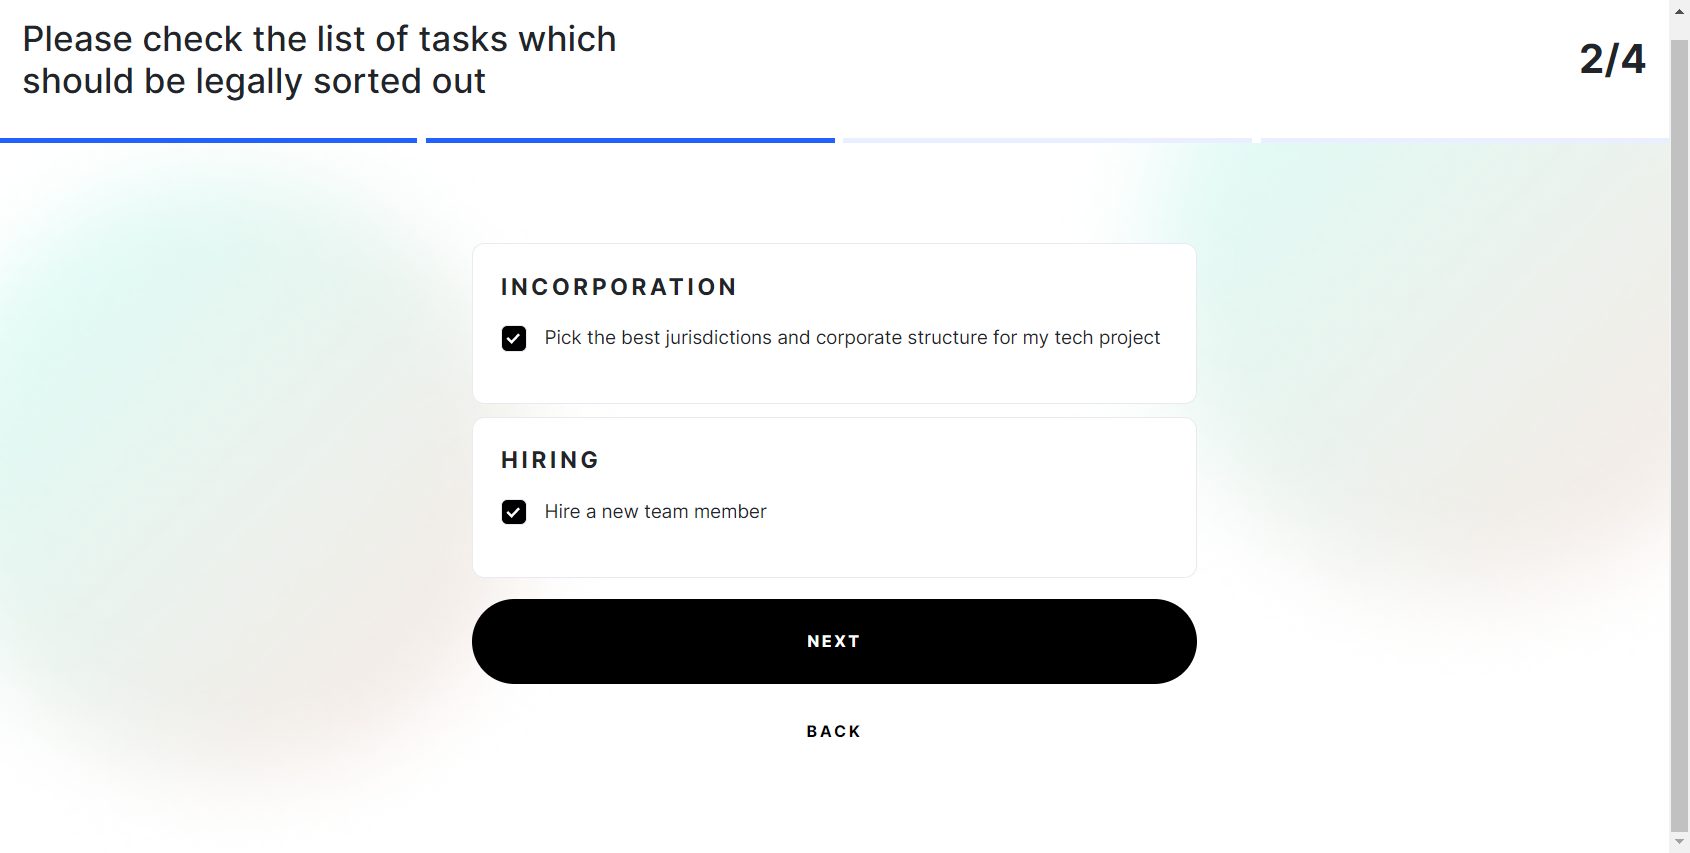 Please check the list of tasks which
should be legally sorted out
2/4
INCORPORATION
Pick the best jurisdictions and corporate structure for my tech project
HIRING
Hire a new team member
NEXT
BACK